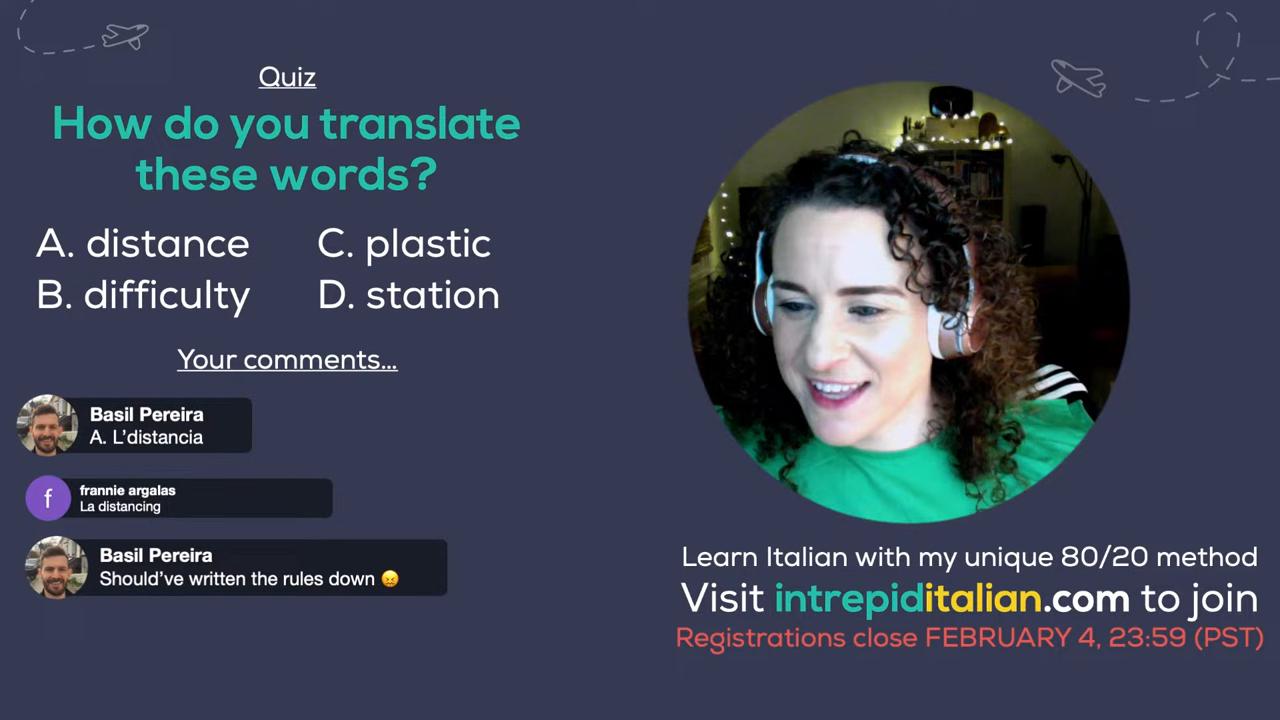 Quiz
How do you translate
these words?
A. distance
B. difficulty
C. plastic
D. station
Your comments...
Basil Pereira
A. L'distancia
f
frannie argalas
La distancing
Basil Pereira
Should've written the rules down 😖
Learn Italian with my unique 80/20 method
Visit intrepiditalian.com to join
Registrations close FEBRUARY 4, 23:59 (PST)